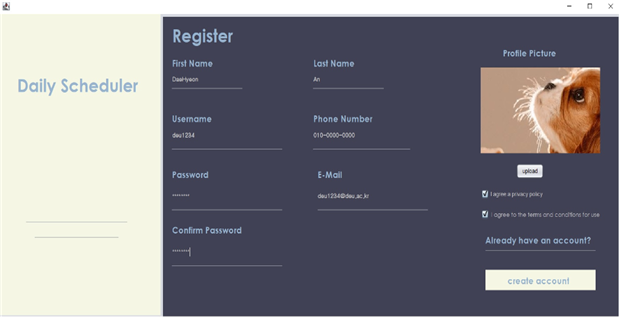 Daily Scheduler
Register
First Name
Last Name
DaeHyeon
An
Username
Phone Number
deu1234
010-0000-0000
Password
E-Mail
********
deu1234@deu.ac.kr
Confirm Password
********
Profile Picture
upload
I agree a privacy policy
I agree to the terms and conditions for use
Already have an account?
create account